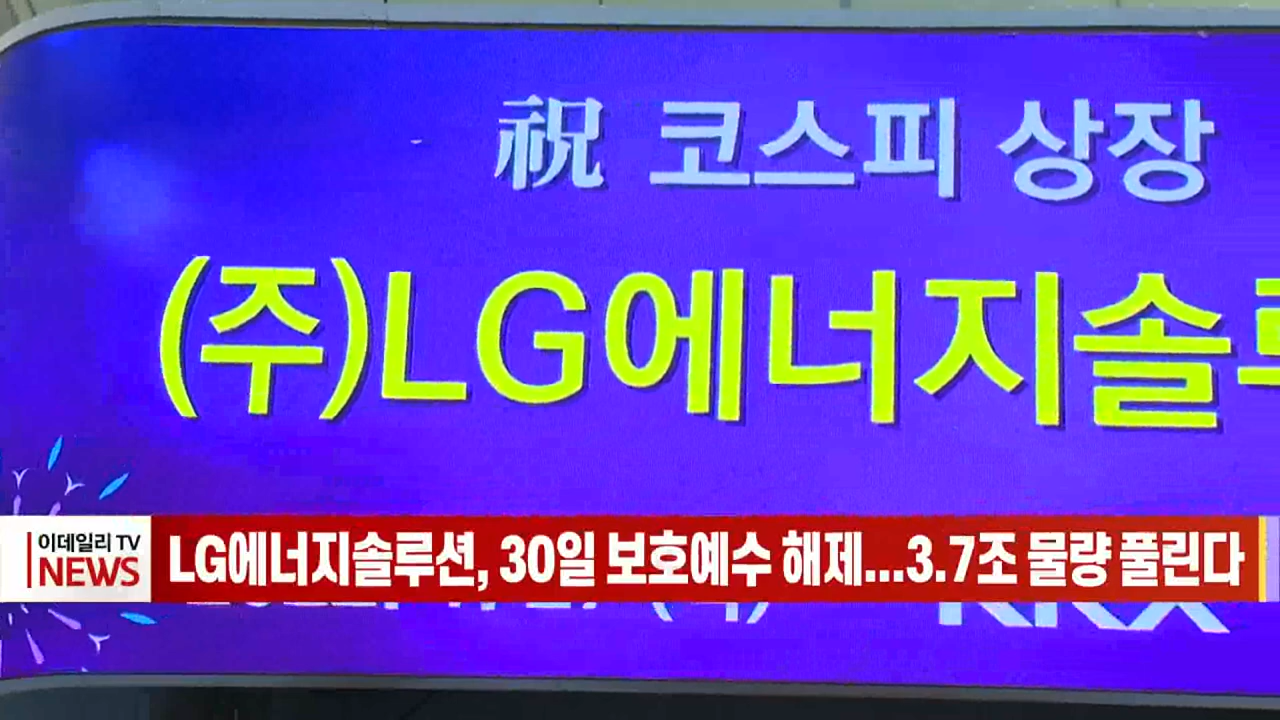 祝 코스피 상장
(주)LG에너지솔루
이데일리 TV
NEWS
LG에너지솔루션, 30일 보호예수 해제...3.7조 물량 풀린다
KRX